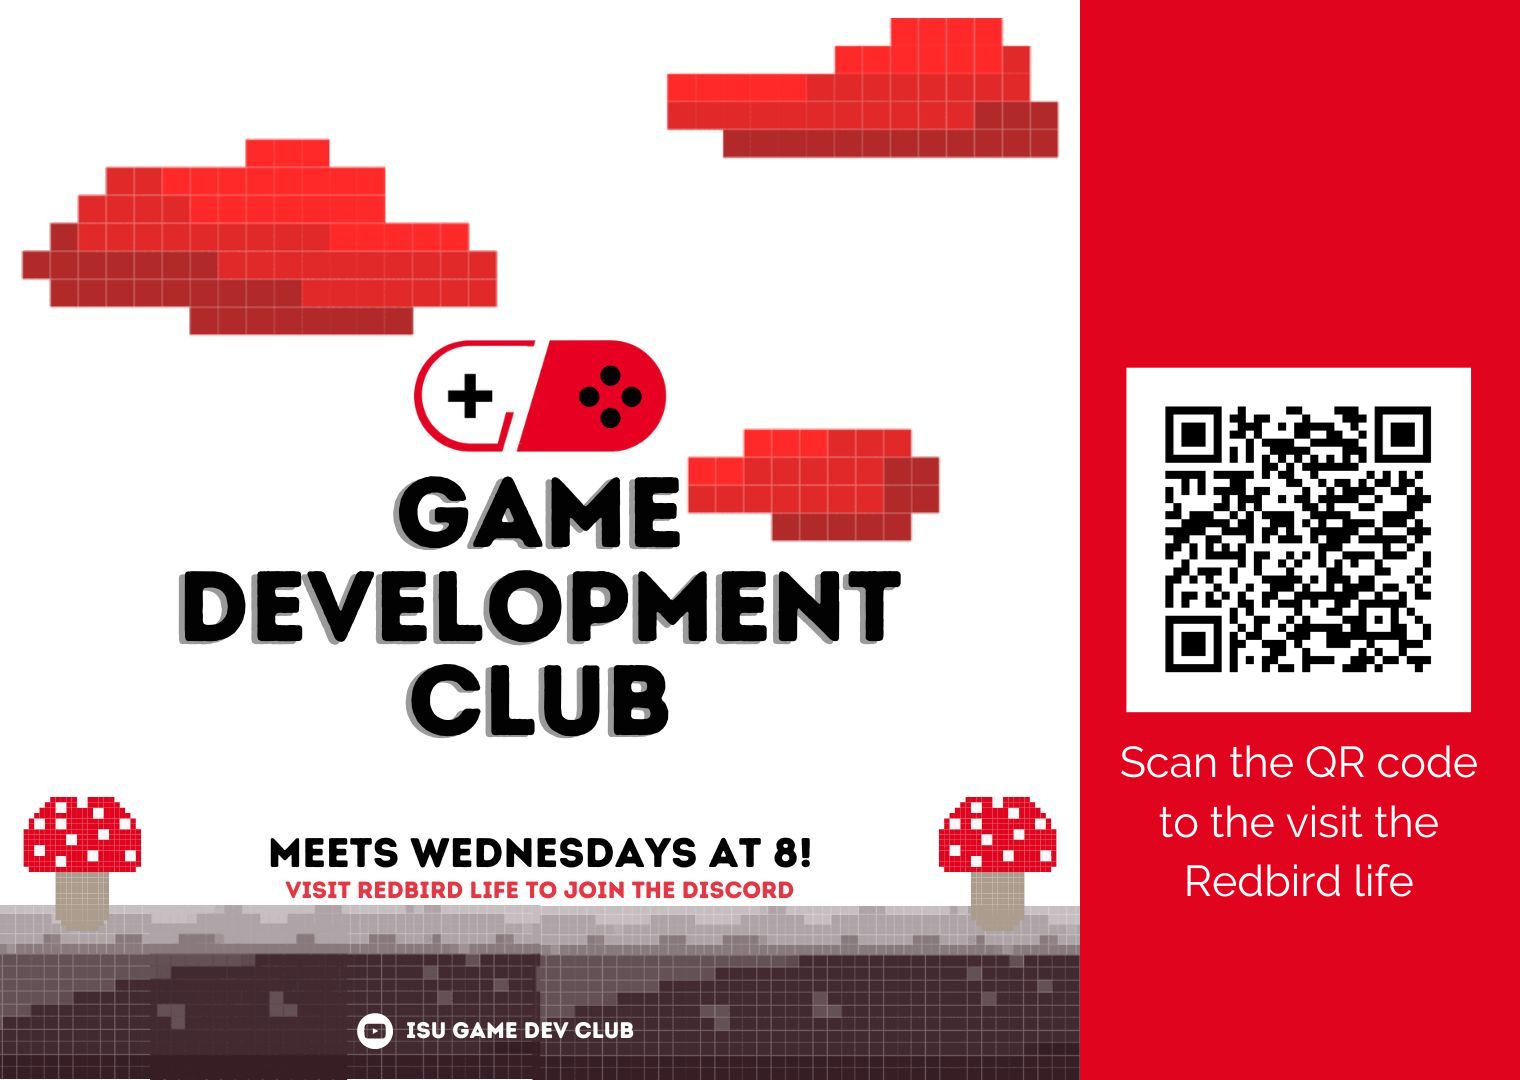 GAME
DEVELOPMENT
CLUB
MEETS WEDNESDAYS AT 8!
VISIT REDBIRD LIFE TO JOIN THE DISCORD
ISU GAME DEV CLUB
Scan the QR code
to the visit the
Redbird life